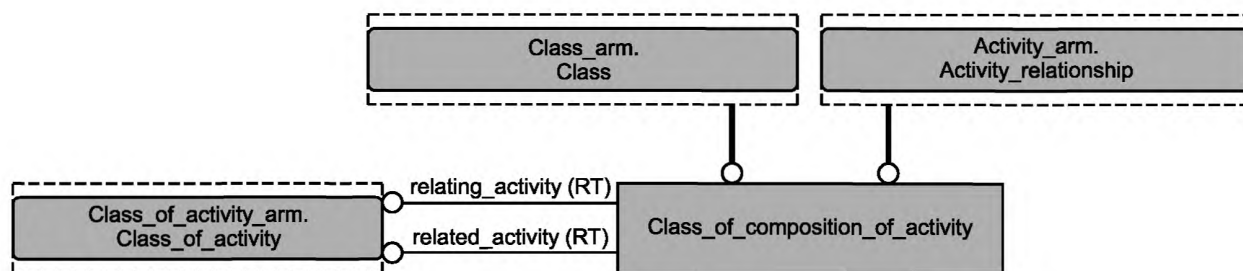 Class_arm.
Class
Activity_arm.
Activity_relationship
relating_activity (RT)
Class_of_activity_arm.
Class_of_activity
Class_of_composition_of_activity
related_activity (RT)